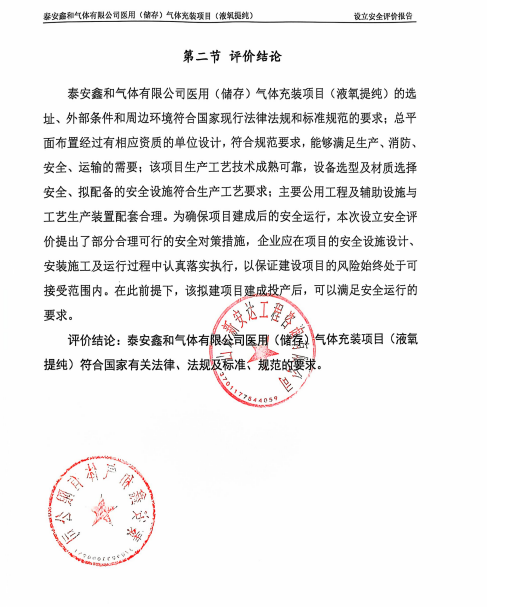 泰安鑫和气体有限公司医用（储存）气体充装项目（液氧提纯） 设立安全评价报告
第二节 评价结论
泰安鑫和气体有限公司医用（储存）气体充装项目（液氧提纯）的选
址、外部条件和周边环境符合国家现行法律法规和标准规范的要求；总平
面布置经过有相应资质的单位设计，符合规范要求，能够满足生产、消防、
安全、运输的需要；该项目生产工艺技术成熟可靠，设备选型及材质选择
安全、拟配备的安全设施符合生产工艺要求；主要公用工程及辅助设施与
工艺生产装置配套合理。为确保项目建成后的安全运行，本次设立安全评
价提出了部分合理可行的安全对策措施，企业应在项目的安全设施设计、
安装施工及运行过程中认真落实执行，以保证建设项目的风险始终处于可
接受范围内。在此前提下，该拟建项目建成投产后，可以满足安全运行的
要求。
评价结论：泰安鑫和气体有限公司医用（储存）气体充装项目（液氧
提纯）符合国家有关法律、法规及标准、规范的要求。
山东新安达工程咨询有限公司
3701177644059